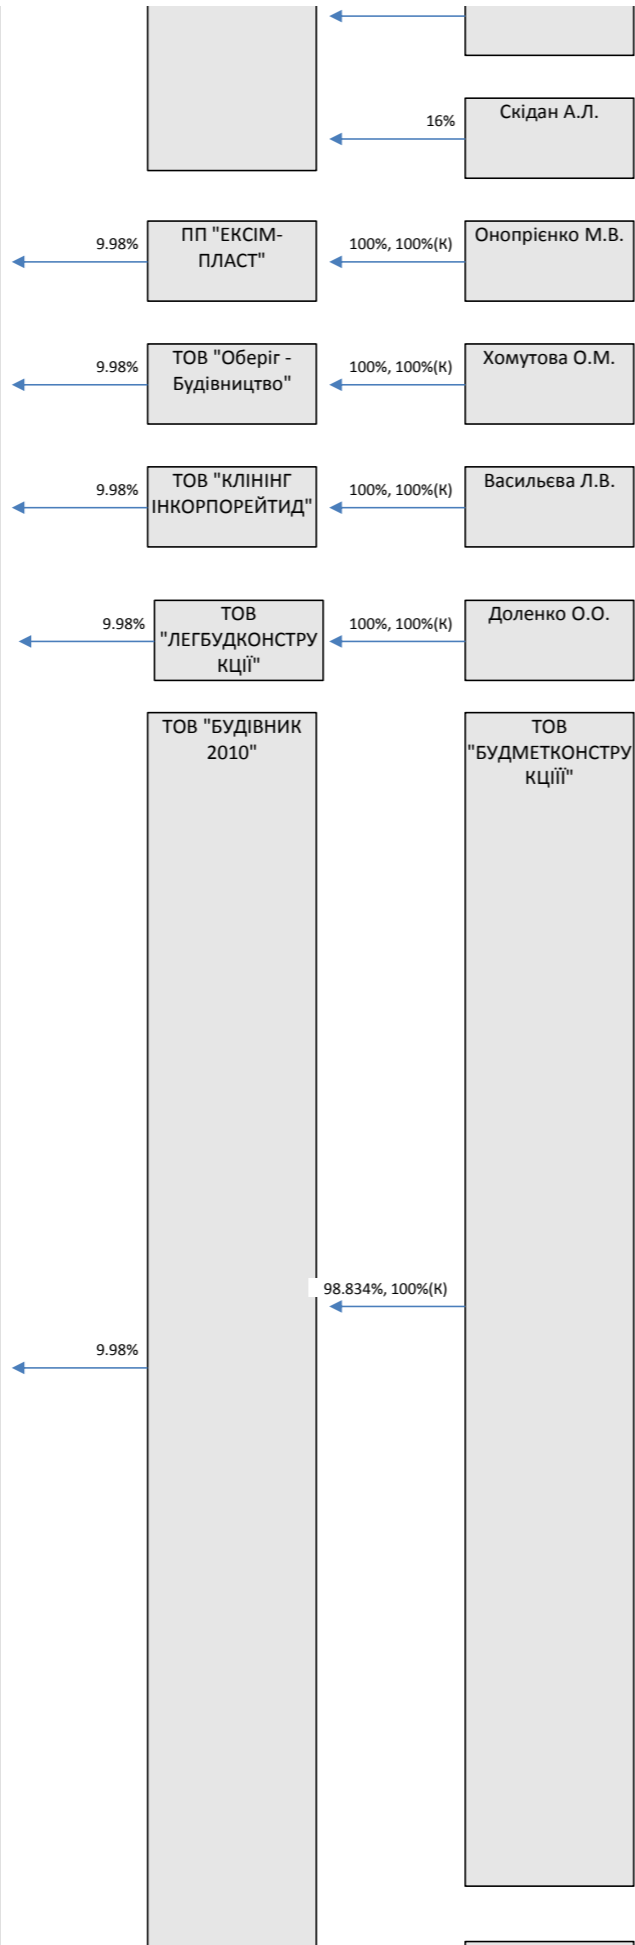 16%
Скідан А.Л.
9.98%
ПП "ЕКСІМ-
ПЛАСТ"
100%, 100%(К)
Онопрієнко М.В.
9.98%
ТОВ "Оберіг -
Будівництво"
100%, 100%(К)
Хомутова О.М.
9.98%
ТОВ "КЛІНІНГ
ІНКОРПОРЕЙТИД"
100%, 100%(К)
Васильєва Л.В.
9.98%
ТОВ
"ЛЕГБУДКОНСТРУ
КЦІЇ"
100%, 100%(К)
Доленко О.О.
ТОВ "БУДІВНИК
2010"
ТОВ
"БУДМЕТКОНСТРУ
КЦІЇЇ"
98.834%, 100%(К)
9.98%